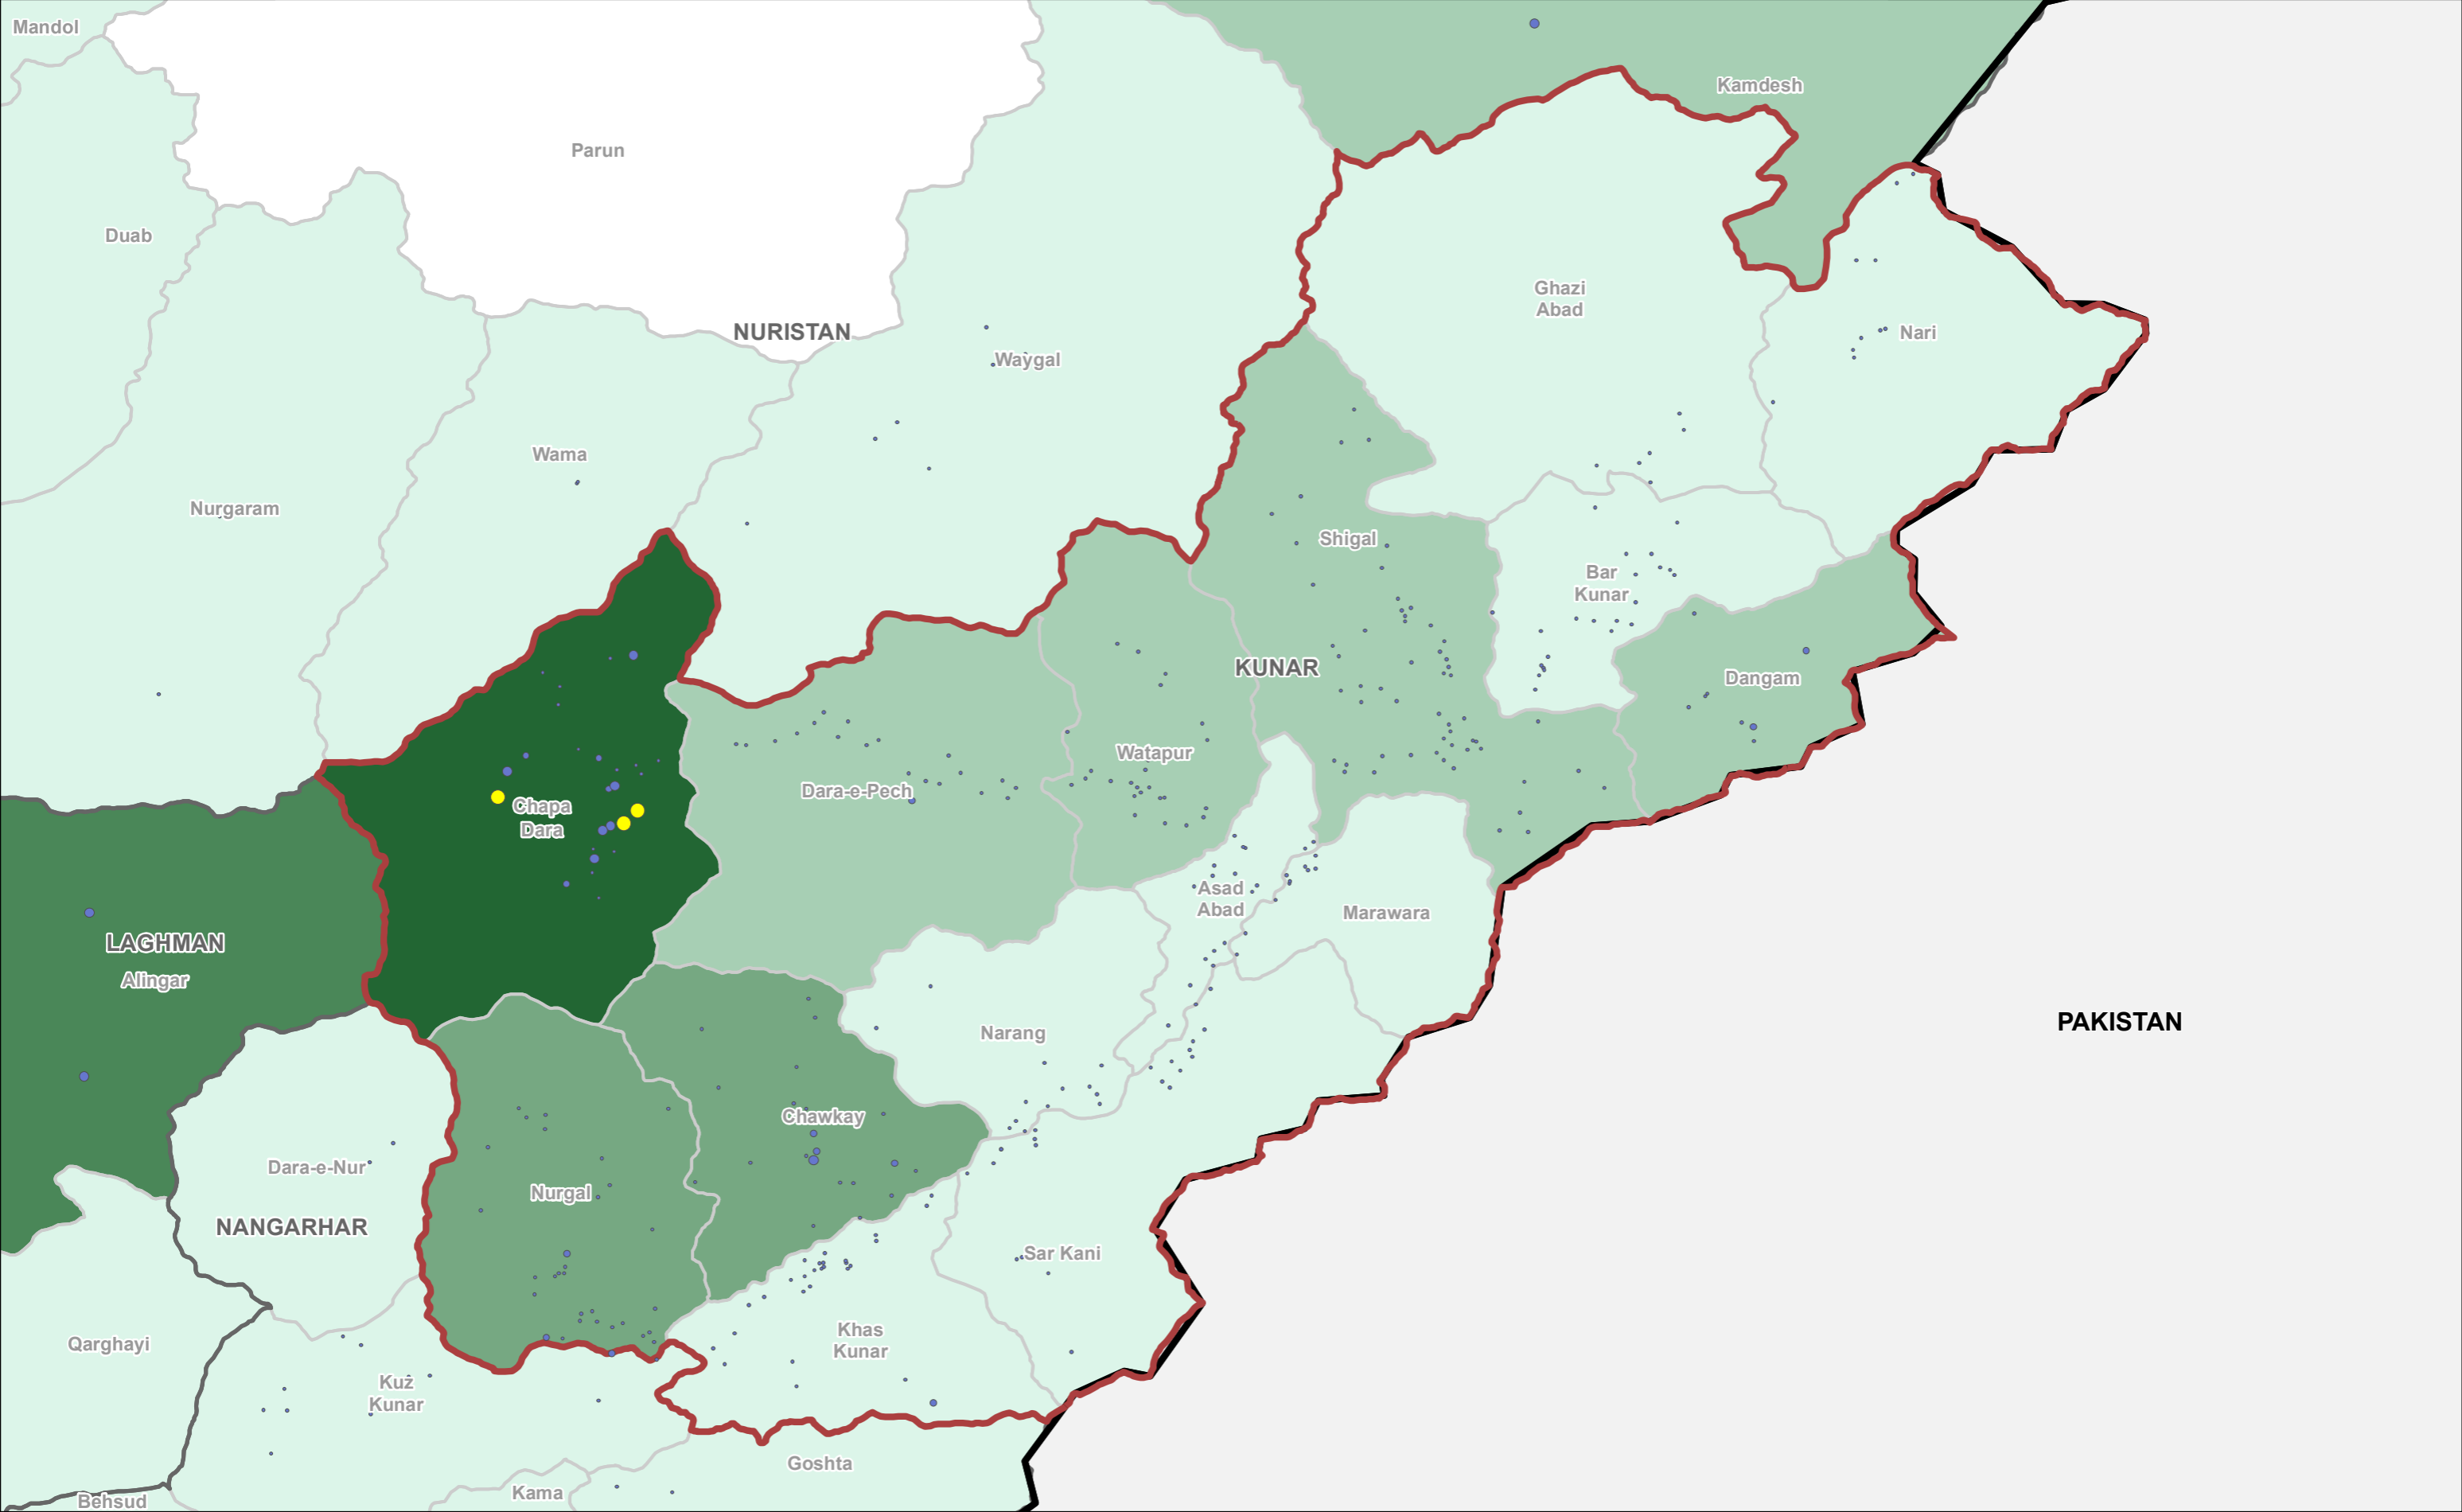 Mandol
Kamdesh
Parun
Duab
Ghazi
Abad
NURISTAN
Nari
Waygal
Wama
Nurgaram
Shigal
Bar
Kunar
KUNAR
Dangam
Watapur
Dara-e-Pech
Chapa
Dara
Asad
Abad
Marawara
LAGHMAN
Alingar
PAKISTAN
Narang
Chawkay
Dara-e-Nur
Nurgal
NANGARHAR
Sar Kani
Khas
Kunar
Qarghayi
Kuz
Kunar
Goshta
Kama
Behsud